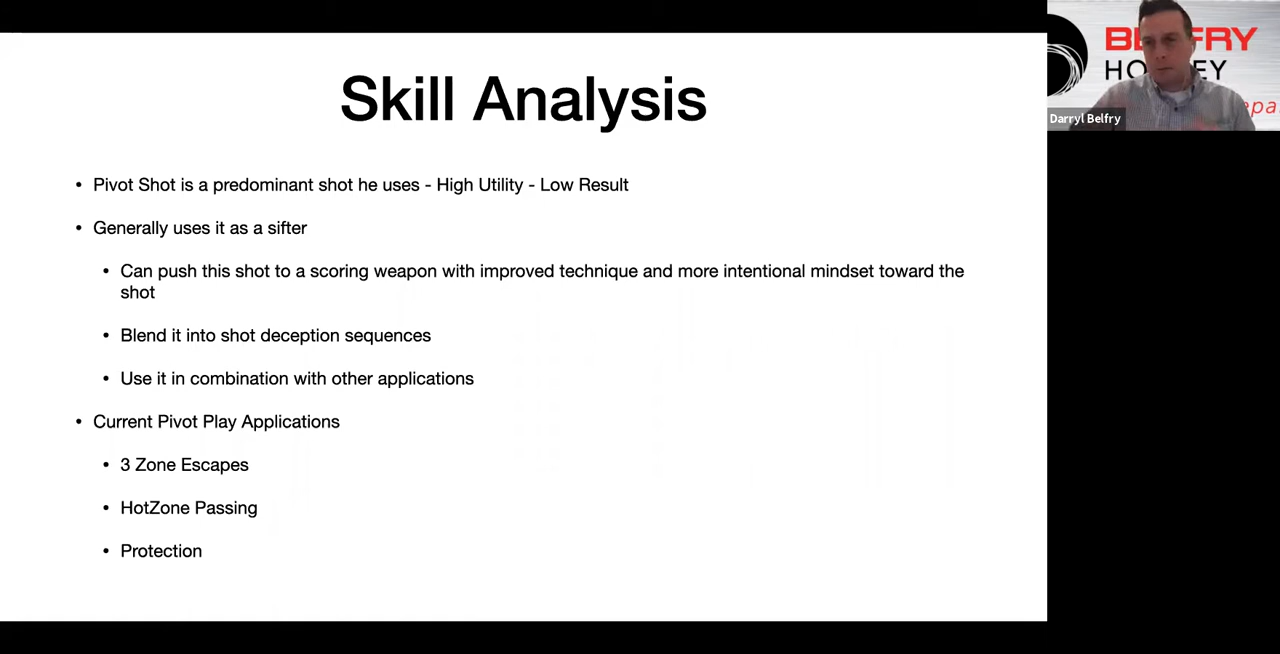 Skill Analysis
• Pivot Shot is a predominant shot he uses - High Utility - Low Result
• Generally uses it as a sifter
• Can push this shot to a scoring weapon with improved technique and more intentional mindset toward the
shot
• Blend it into shot deception sequences
• Use it in combination with other applications
• Current Pivot Play Applications
• 3 Zone Escapes
• HotZone Passing
• Protection
Darryl Belfry